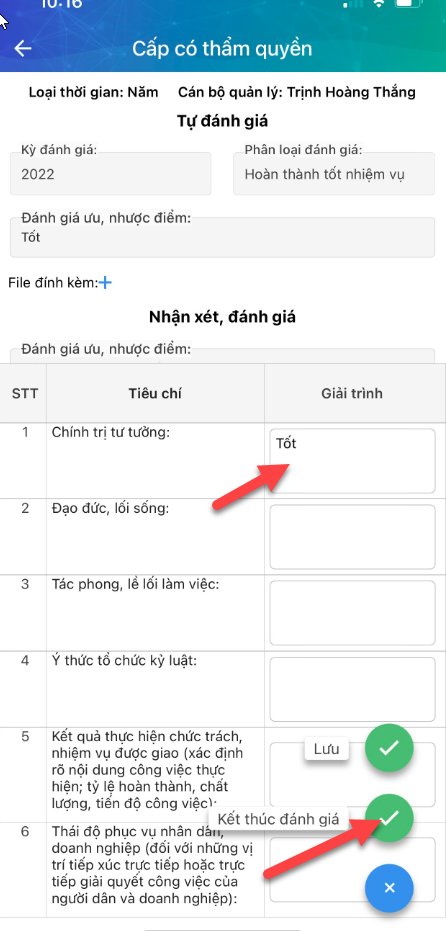 10:16
Cấp có thẩm quyền
Loại thời gian: Năm Cán bộ quản lý: Trịnh Hoàng Thắng
Tự đánh giá
Kỳ đánh giá: Phân loại đánh giá:
2022 Hoàn thành tốt nhiệm vụ
Đánh giá ưu, nhược điểm:
Tốt
File đính kèm:
Nhận xét, đánh giá
Đánh giá ưu, nhược điểm:
STT Tiêu chí Giải trình
1 Chính trị tư tưởng:
Tốt
2 Đạo đức, lối sống:
3 Tác phong, lề lối làm việc:
4 Ý thức tổ chức kỷ luật:
5 Kết quả thực hiện chức trách,
nhiệm vụ được giao (xác định
rõ nội dung công việc thực
hiện; tỷ lệ hoàn thành, chất
lượng, tiến độ công việc):
Lưu
Kết thúc đánh giá
6 Thái độ phục vụ nhân dân,
doanh nghiệp (đối với những vị
trí tiếp xúc trực tiếp hoặc trực
tiếp giải quyết công việc của
người dân và doanh nghiệp):